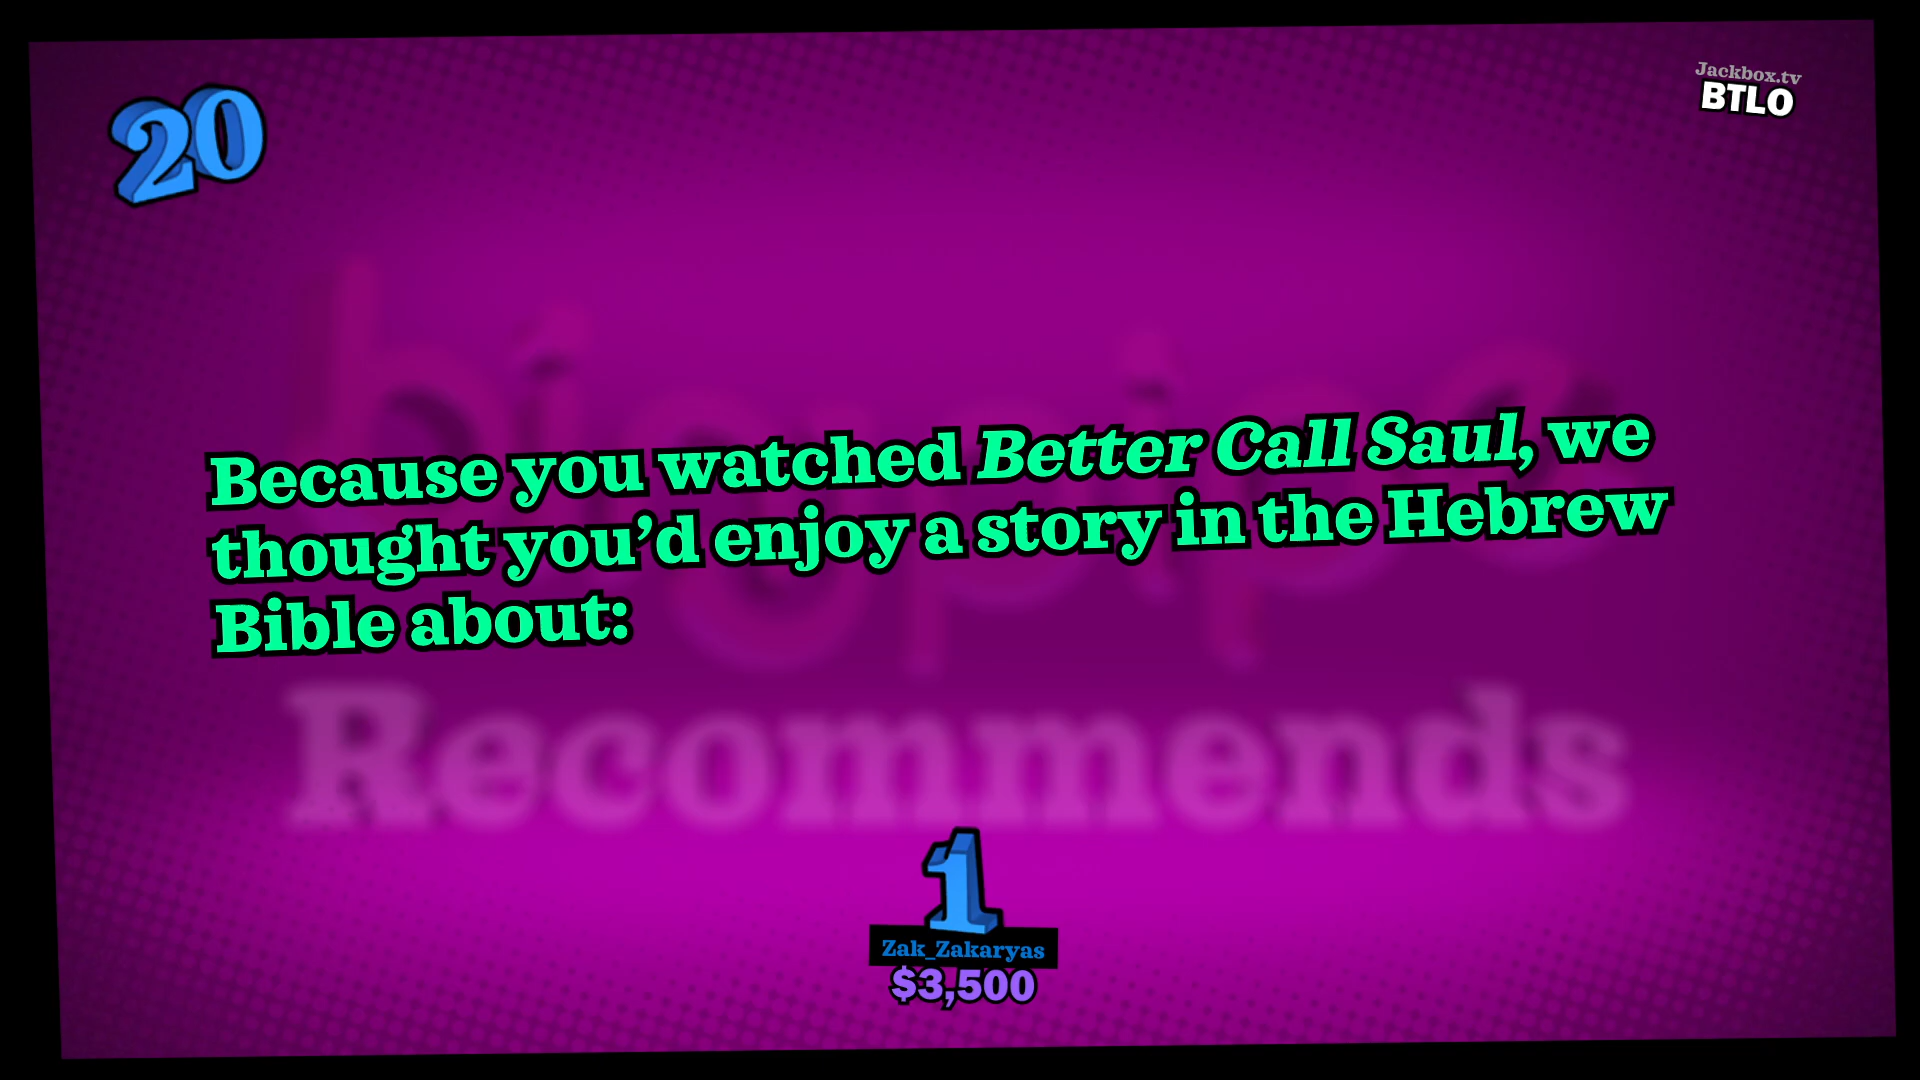 20
Jackbox.tv
BTLO
Because you watched Better Call Saul, we
thought you’d enjoy a story in the Hebrew
Bible about:
bigpipe
Recommends
1
Zak_Zakaryas
$3,500